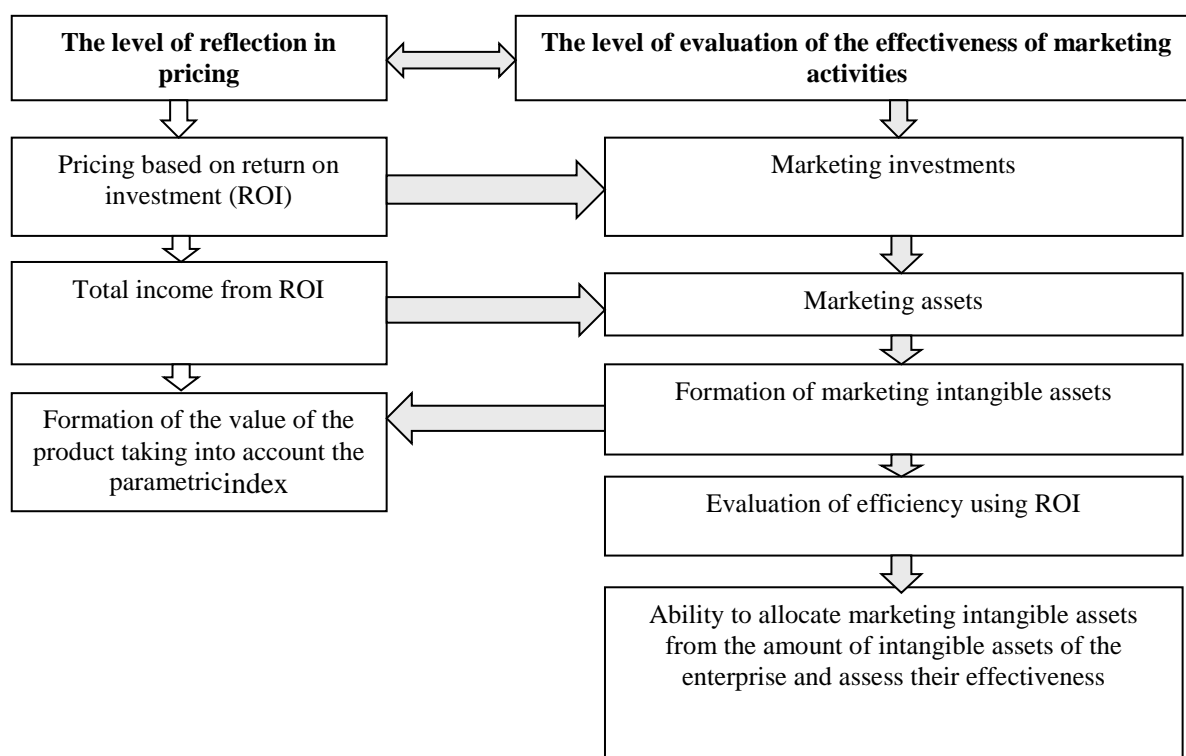 The level of reflection in
pricing
The level of evaluation of the effectiveness of marketing
activities
Pricing based on return on
investment (ROI)
Marketing investments
Total income from ROI
Marketing assets
Formation of the value of the
product taking into account the
parametricindex
Formation of marketing intangible assets
Evaluation of efficiency using ROI
Ability to allocate marketing intangible assets
from the amount of intangible assets of the
enterprise and assess their effectiveness